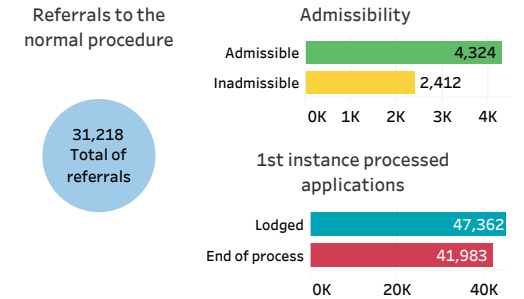 Referrals to the
normal procedure
31,218
Total of
referrals
Admissibility
Admissible
4,324
Inadmissible
2,412
0K 1K 2K 3K 4K
1st instance processed
applications
Lodged
47,362
End of process
41,983
0K 20K 40K